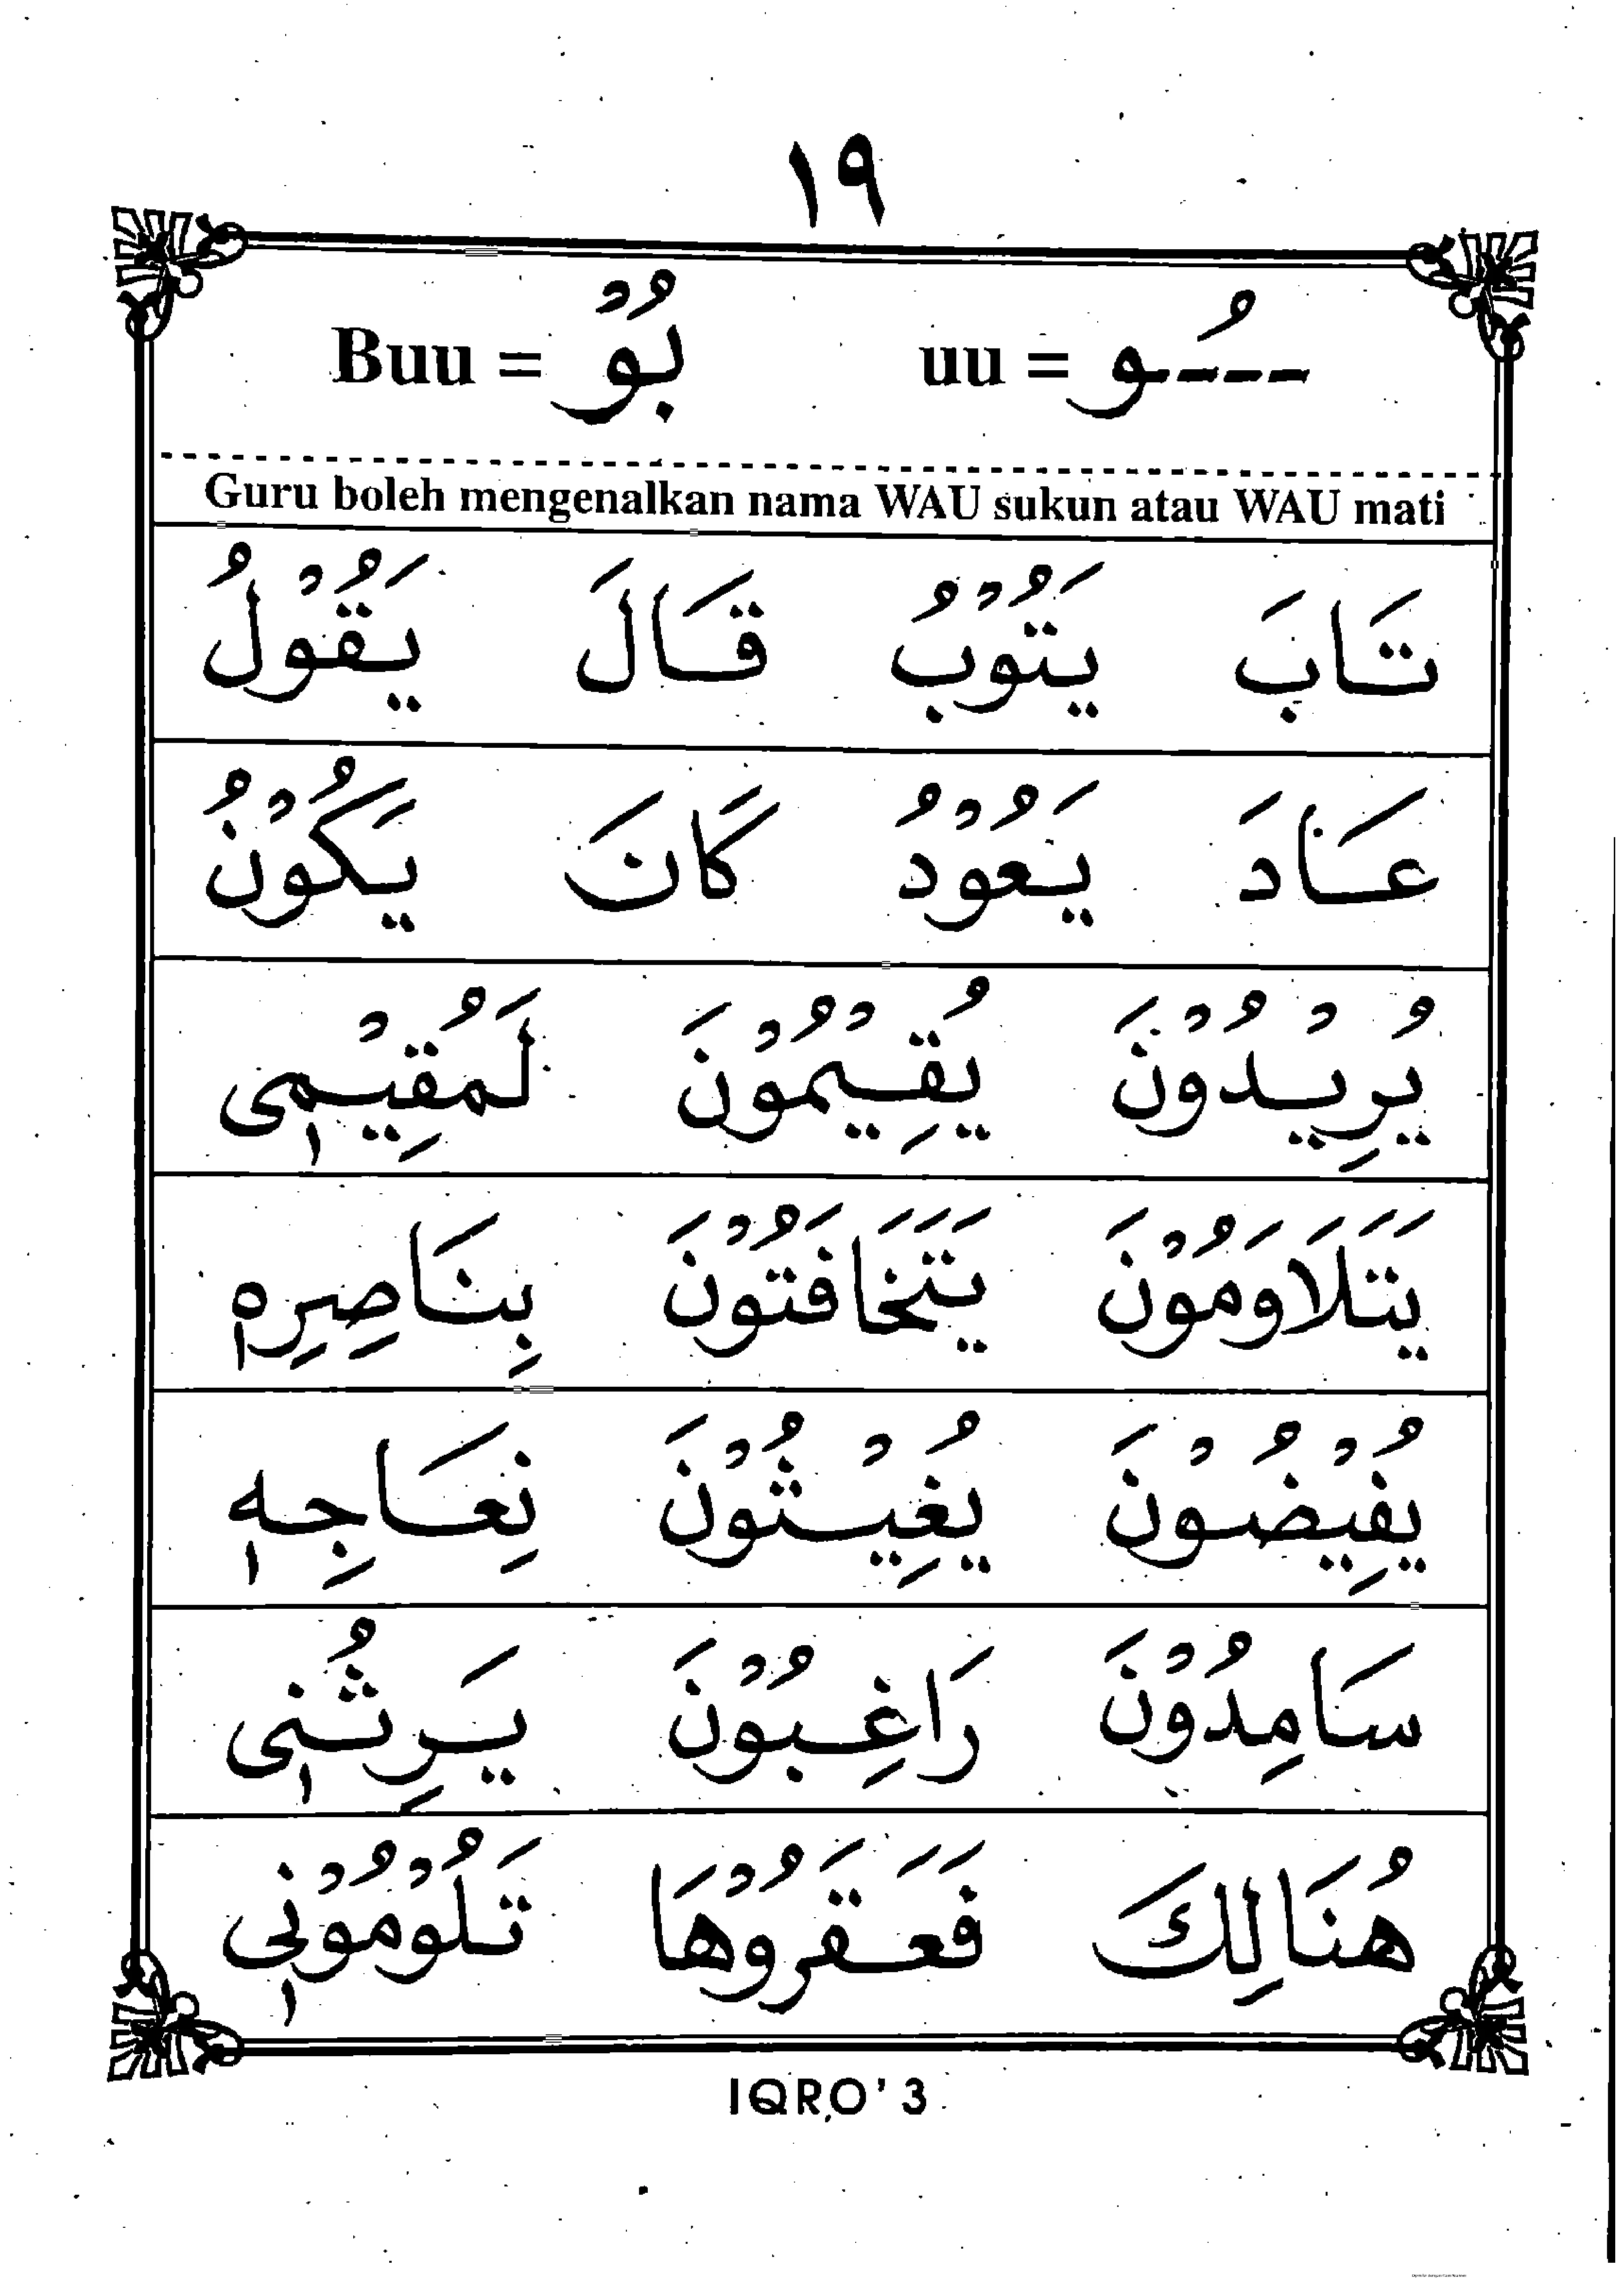 ١٩
ـُو = uu بُوْ = Buu
Guru boleh mengenalkan nama WAU sukun atau WAU mati
تَابَ يَتُوْبُ قَالَ يَقُوْلُ
عَادَ يَعُوْدُ كَانَ يَكُوْنُ
يُرِيْدُوْنَ يُقِيْمُوْنَ لَمُقِيْمٖى
يَتَلَاوَمُوْنَ يَتَخَافَتُوْنَ بِنَاصِرِهٖ
يُفِيْضُوْنَ يُغِيْثُوْنَ نِعَاجِهٖ
سَامِدُوْنَ رَاغِبُوْنَ يَرِثُنٖى
هُنَالِكَ فَعَقَرُوْهَا تَلُوْمُوْنٖى
IQRO' 3